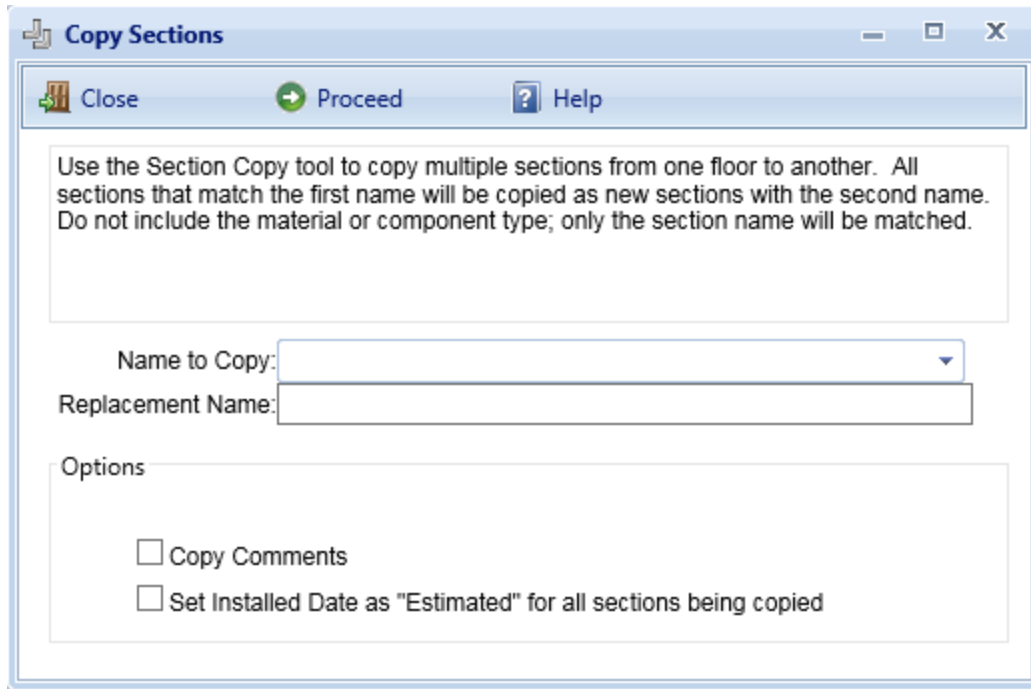 Copy Sections
Close Proceed Help
Use the Section Copy tool to copy multiple sections from one floor to another.  All
sections that match the first name will be copied as new sections with the second name.
Do not include the material or component type; only the section name will be matched.
Name to Copy:
Replacement Name:
Options
Copy Comments
Set Installed Date as "Estimated" for all sections being copied